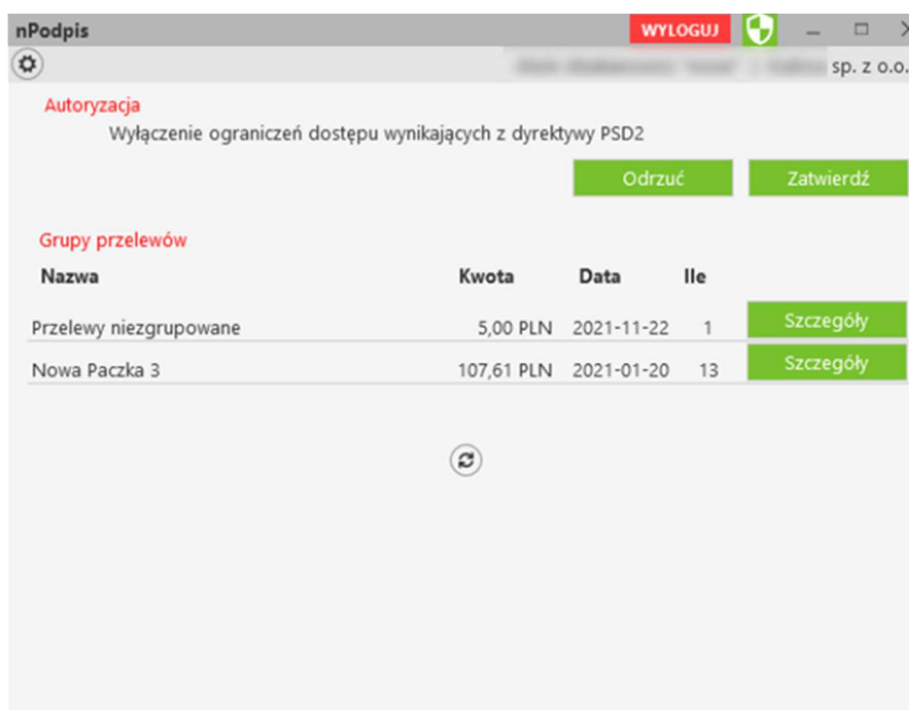 nPodpis WYLOGUJ
sp. z o.o.
Autoryzacja
Wyłączenie ograniczeń dostępu wynikających z dyrektywy PSD2
Odrzuć Zatwierdź
Grupy przelewów
Nazwa Kwota Data Ile
Przelewy niezgrupowane 5,00 PLN 2021-11-22 1 Szczegóły
Nowa Paczka 3 107,61 PLN 2021-01-20 13 Szczegóły